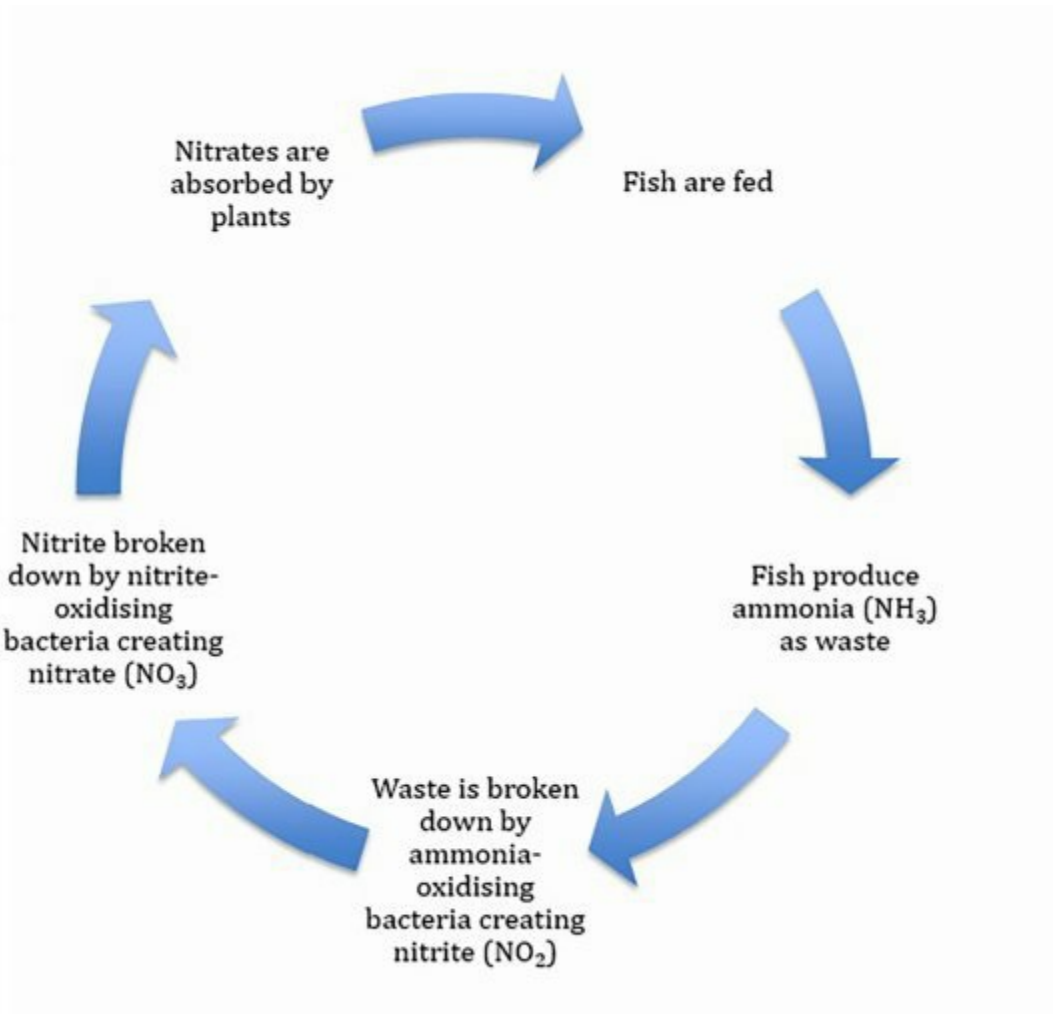 Fish are fed
Fish produce
ammonia (NH₃)
as waste
Waste is broken
down by
ammonia-
oxidising
bacteria creating
nitrite (NO₂)
Nitrite broken
down by nitrite-
oxidising
bacteria creating
nitrate (NO₃)
Nitrates are
absorbed by
plants